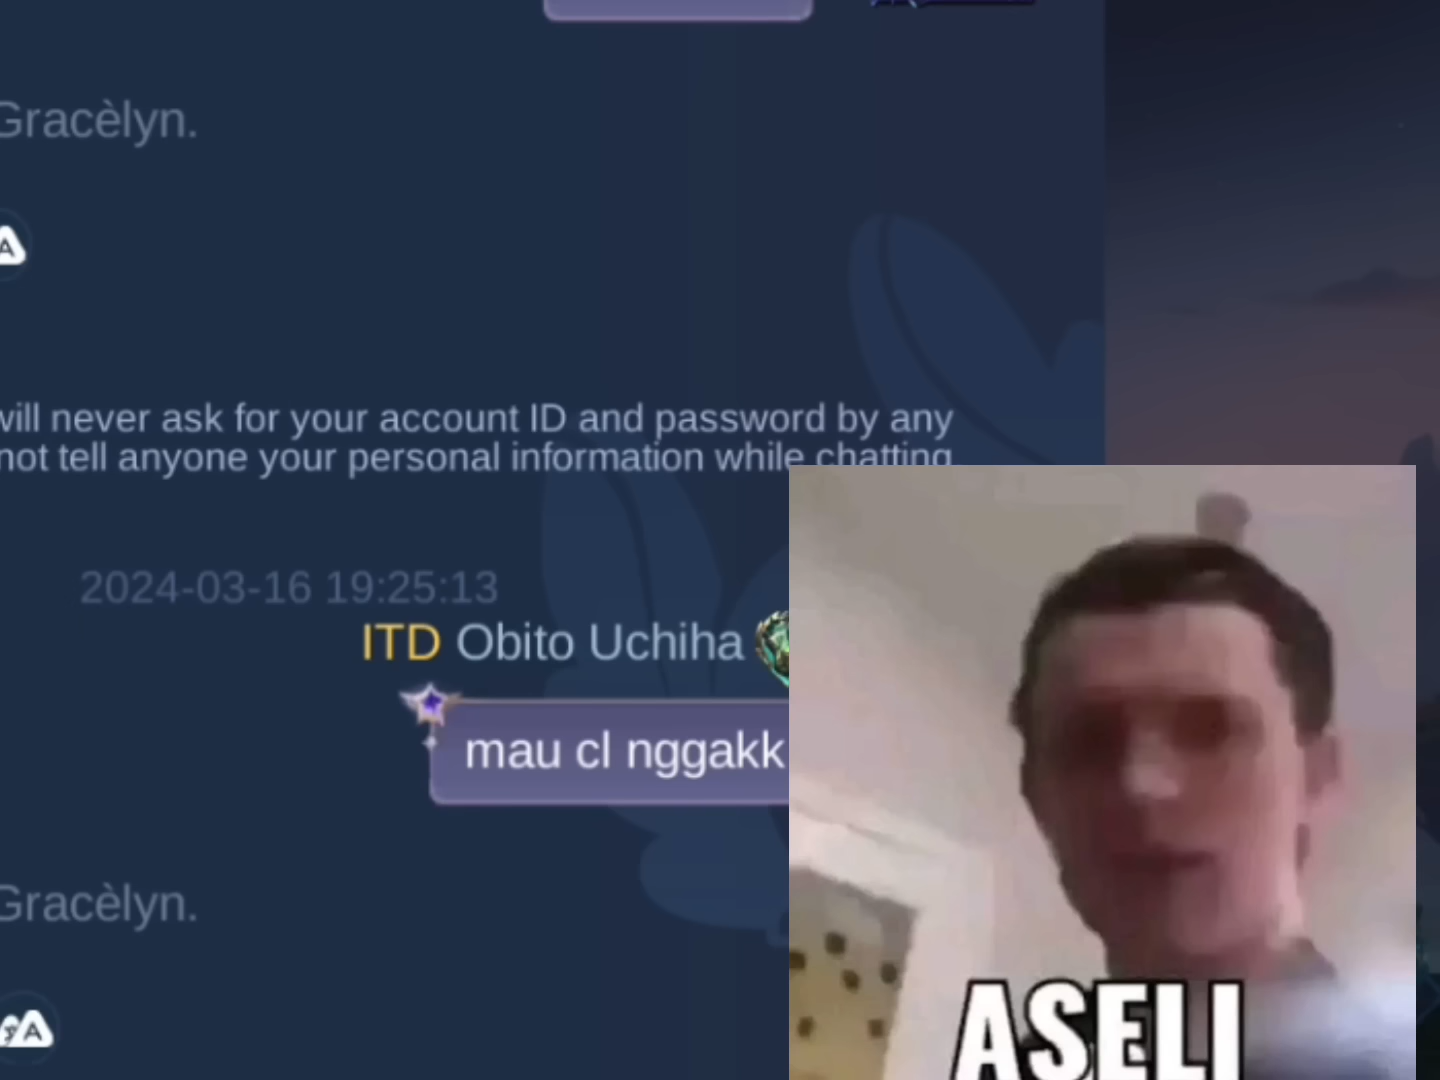 Gracèlyn.
A
will never ask for your account ID and password by any
not tell anyone your personal information while chatting.
2024-03-16 19:25:13
ITD Obito Uchiha
mau cl nggakk
Gracèlyn.
A
ASELI